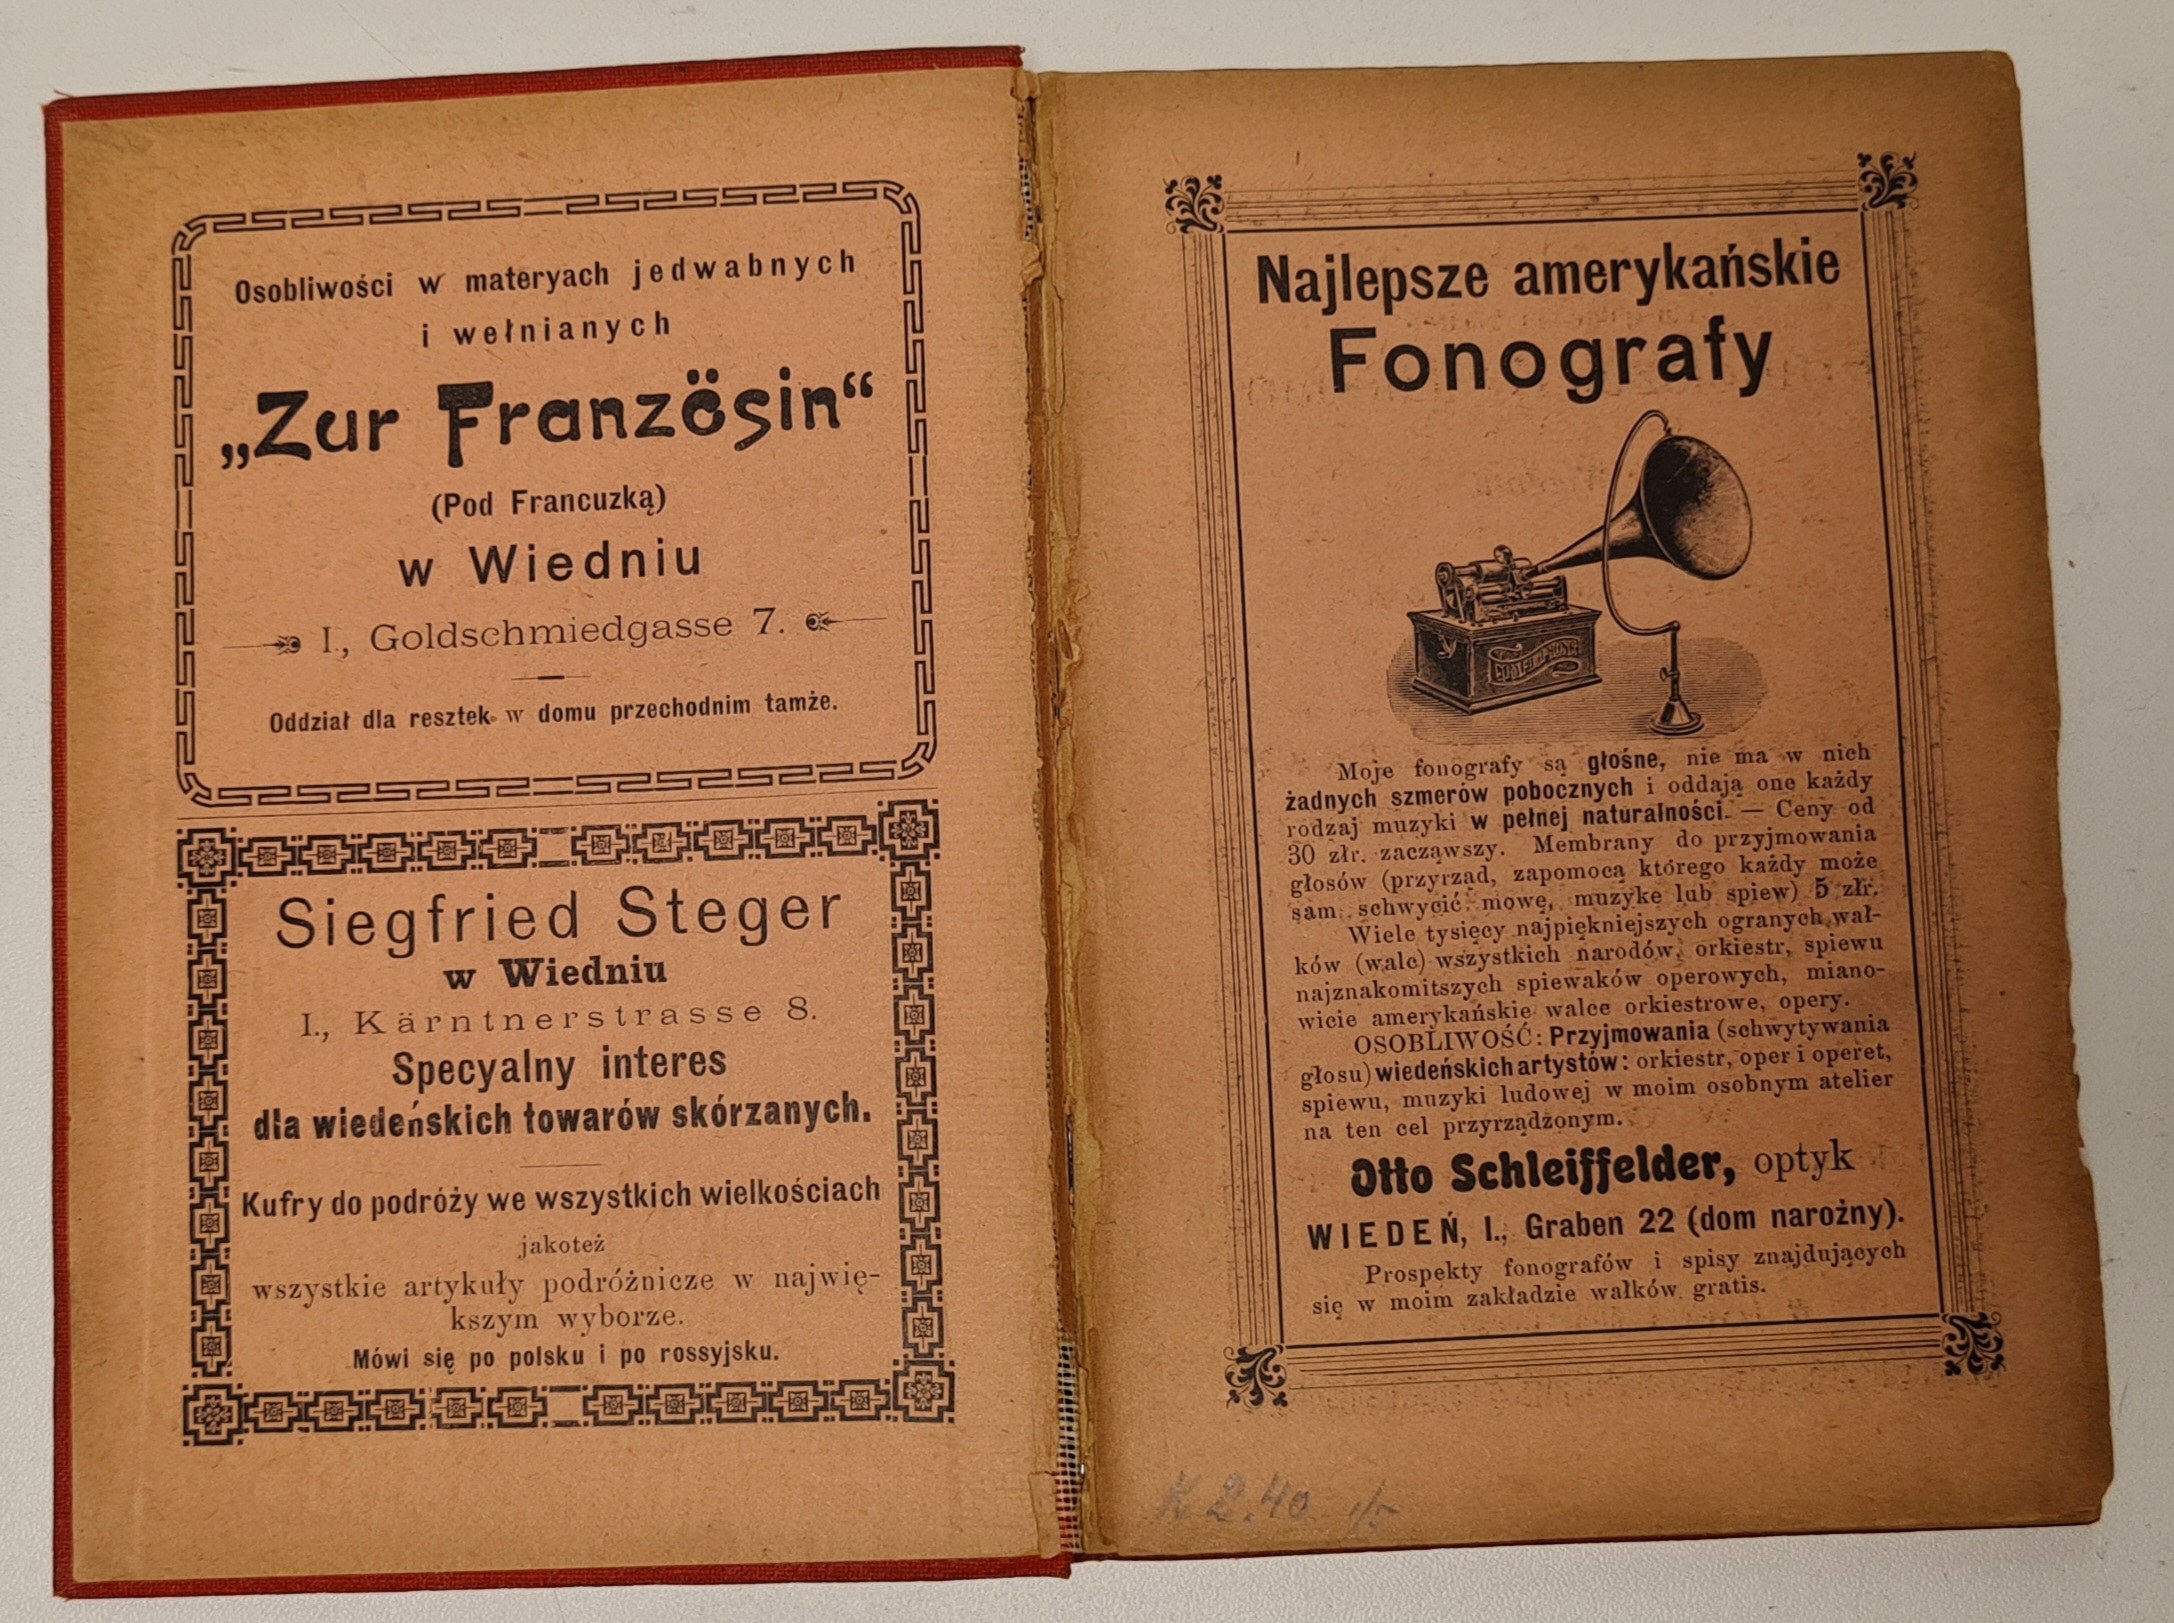 Osobliwości w materyach jedwabnych
i wełnianych
„Zur Französin“
(Pod Francuzką)
w Wiedniu
I., Goldschmiedgasse 7.
Oddział dla resztek w domu przechodnim tamże.
Siegfried Steger
w Wiedniu
I., Kärntnerstrasse 8.
Specyalny interes
dla wiedeńskich towarów skórzanych.
Kufry do podróży we wszystkich wielkościach
jakoteż
wszystkie artykuły podróżnicze w najwię-
kszym wyborze.
Mówi się po polsku i po rossyjsku.
Najlepsze amerykańskie
Fonografy
Moje fonografy są głośne, nie ma w nich
żadnych szmerów pobocznych i oddają one każdy
rodzaj muzyki w pełnej naturalności. — Ceny od
30 złr. zacząwszy. Membrany do przyjmowania
głosów (przyrząd, zapomocą którego każdy może
sam schwycić mowę, muzykę lub spiew) 5 złr.
Wiele tysięcy najpiękniejszych ogranych wał-
ków (walc) wszystkich narodów, orkiestr, spiewu
najznakomitszych spiewaków operowych, miano-
wicie amerykańskie walce orkiestrowe, opery.
OSOBLIWOŚĆ: Przyjmowania (schwytywania
głosu) wiedeńskich artystów: orkiestr, oper i operet,
spiewu, muzyki ludowej w moim osobnym atelier
na ten cel przyrządzonym.
Otto Schleiffelder, optyk
WIEDEŃ, I., Graben 22 (dom narożny).
Prospekty fonografów i spisy znajdujących
się w moim zakładzie wałków gratis.
K 2.40